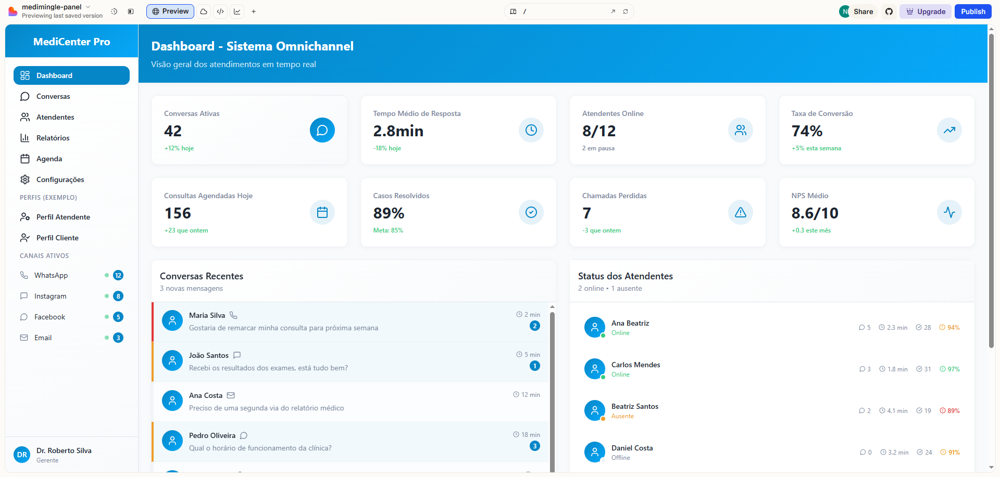 medimingle-panel
Previewing last saved version
Preview
/
N
Share
Upgrade
Publish
MediCenter Pro
Dashboard
Conversas
Atendentes
Relatórios
Agenda
Configurações
PERFIS (EXEMPLO)
Perfil Atendente
Perfil Cliente
CANAIS ATIVOS
WhatsApp 12
Instagram 8
Facebook 5
Email 3
DR
Dr. Roberto Silva
Gerente
Dashboard - Sistema Omnichannel
Visão geral dos atendimentos em tempo real
Conversas Ativas
42
+12% hoje
Tempo Médio de Resposta
2.8min
-18% hoje
Atendentes Online
8/12
2 em pausa
Taxa de Conversão
74%
+5% esta semana
Consultas Agendadas Hoje
156
+23 que ontem
Casos Resolvidos
89%
Meta: 85%
Chamadas Perdidas
7
-3 que ontem
NPS Médio
8.6/10
+0.3 este mês
Conversas Recentes
3 novas mensagens
Maria Silva 2 min
Gostaria de remarcar minha consulta para próxima semana 2
João Santos 5 min
Recebi os resultados dos exames, está tudo bem? 1
Ana Costa 12 min
Preciso de uma segunda via do relatório médico
Pedro Oliveira 18 min
Qual o horário de funcionamento da clínica? 3
Status dos Atendentes
2 online • 1 ausente
Ana Beatriz
Online
5 2.3 min 28 94%
Carlos Mendes
Online
3 1.8 min 31 97%
Beatriz Santos
Ausente
2 4.1 min 19 89%
Daniel Costa
Offline
0 3.2 min 24 91%